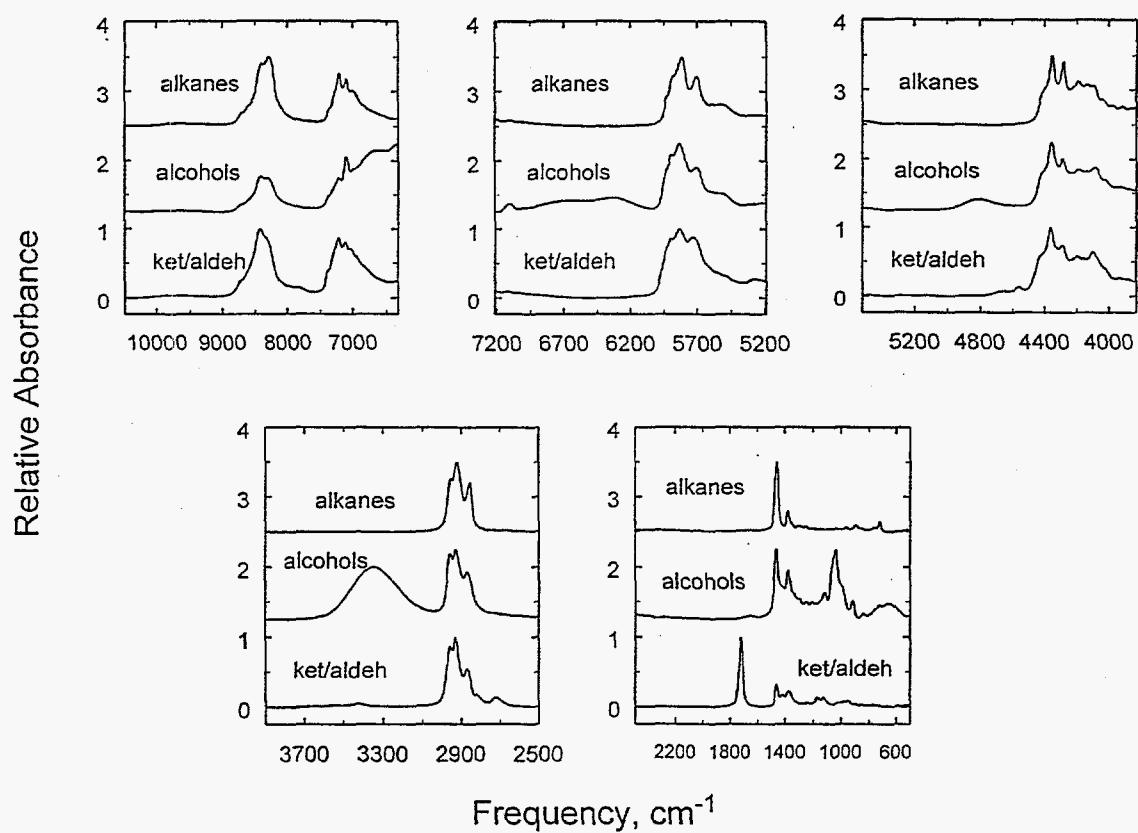 4
3
2
1
0
alkanes
alcohols
ket/aldeh
10000 9000 8000 7000
4
3
2
1
0
alkanes
alcohols
ket/aldeh
7200 6700 6200 5700 5200
4
3
2
1
0
alkanes
alcohols
ket/aldeh
5200 4800 4400 4000
Relative Absorbance
4
3
2
1
0
alkanes
alcohols
ket/aldeh
3700 3300 2900 2500
4
3
2
1
0
alkanes
alcohols
ket/aldeh
2200 1800 1400 1000 600
Frequency, cm-1